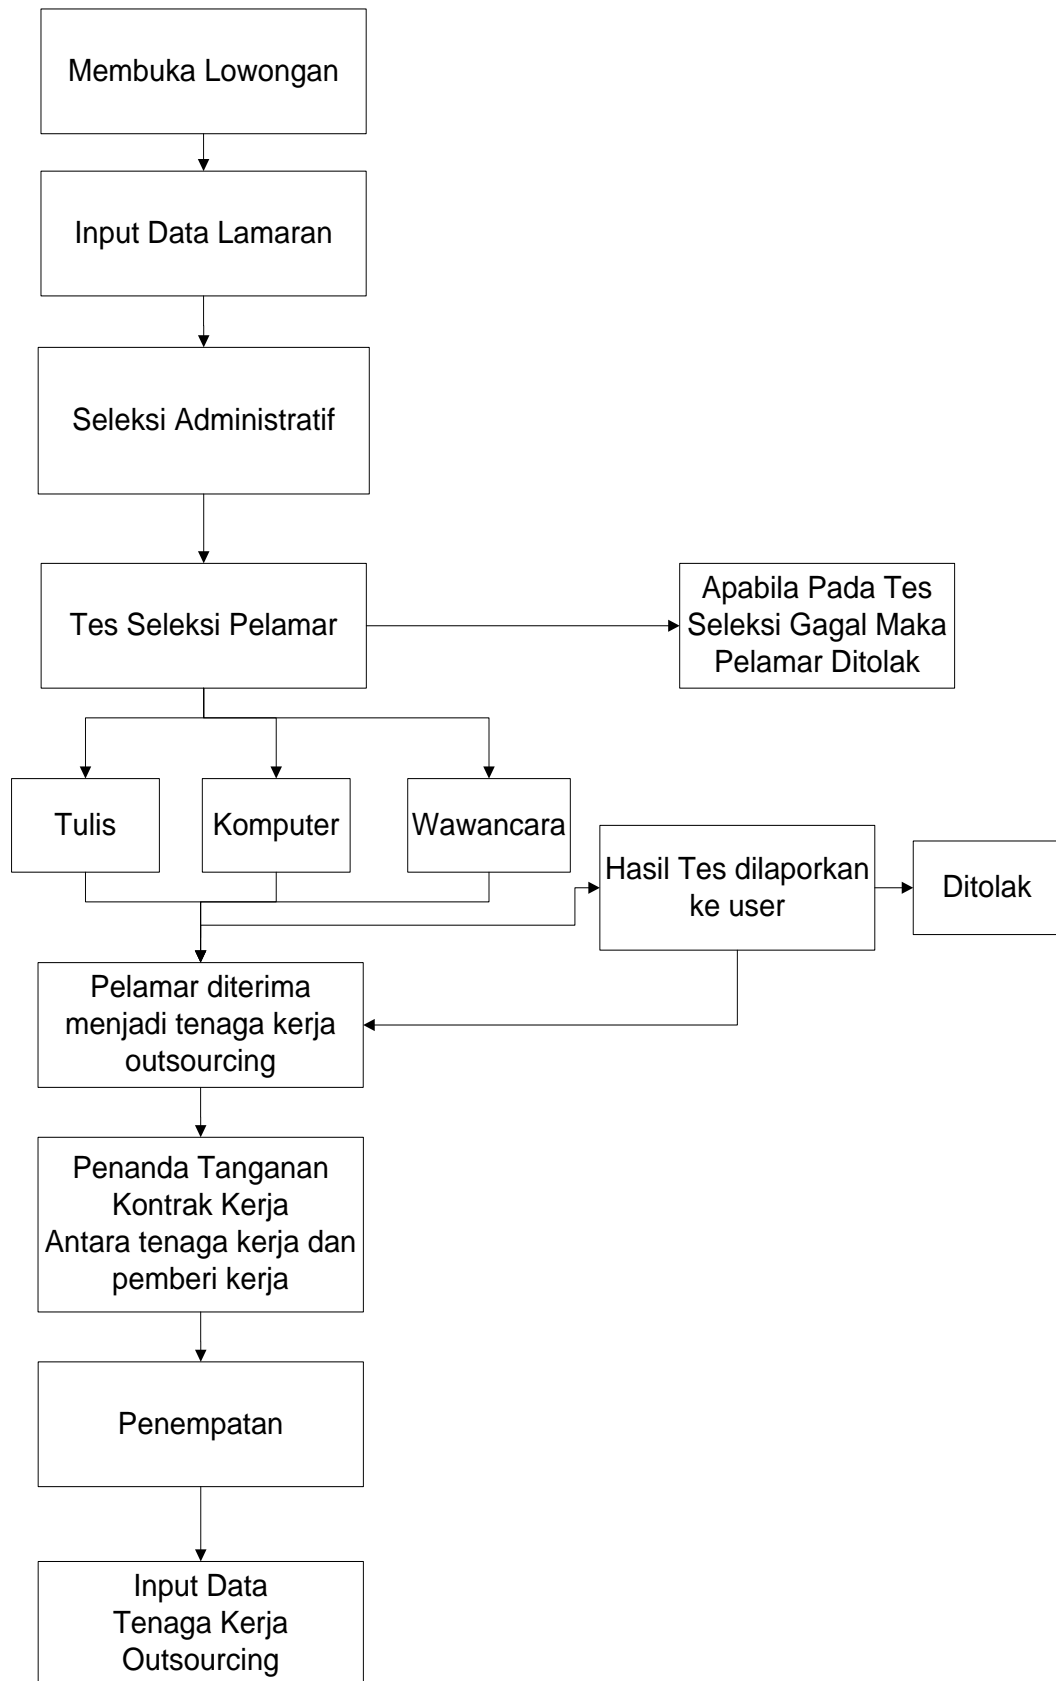 Membuka Lowongan
Input Data Lamaran
Seleksi Administratif
Tes Seleksi Pelamar
Apabila Pada Tes
Seleksi Gagal Maka
Pelamar Ditolak
Tulis
Komputer
Wawancara
Hasil Tes dilaporkan
ke user
Ditolak
Pelamar diterima
menjadi tenaga kerja
outsourcing
Penanda Tanganan
Kontrak Kerja
Antara tenaga kerja dan
pemberi kerja
Penempatan
Input Data
Tenaga Kerja
Outsourcing